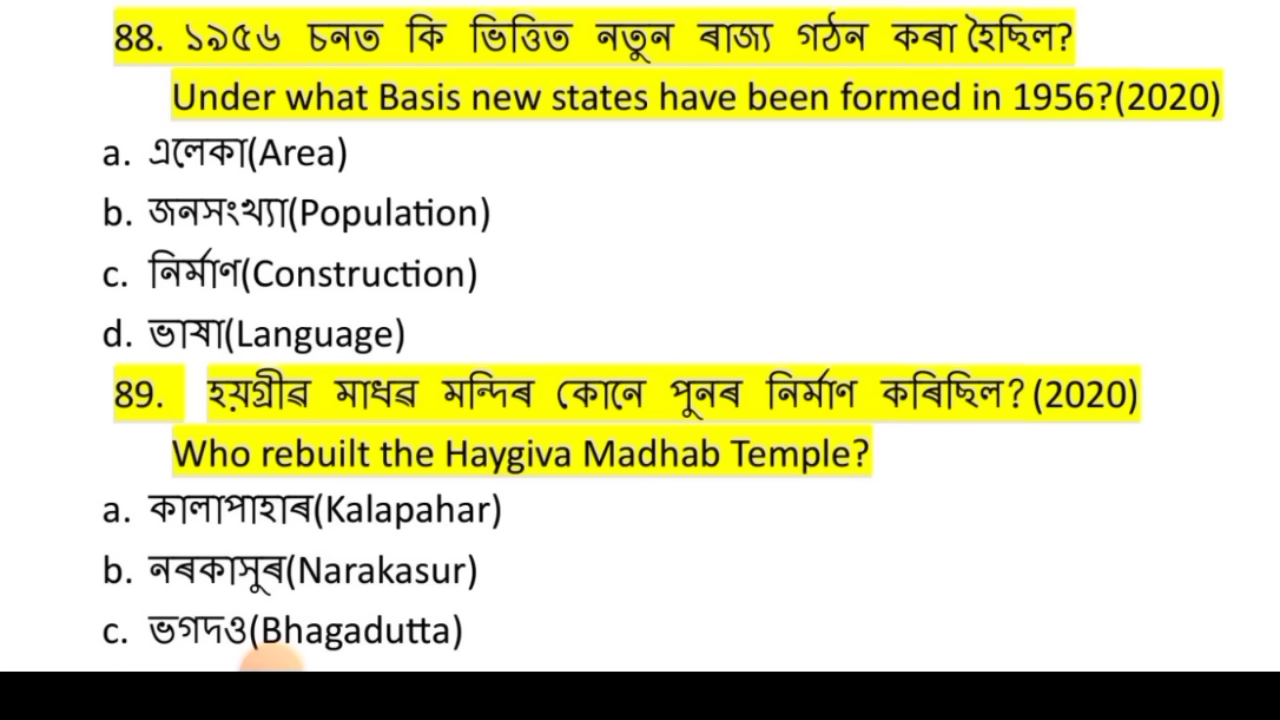 88. ১৯৫৬ চনত কি ভিত্তিত নতুন ৰাজ্য গঠন কৰা হৈছিল?
Under what Basis new states have been formed in 1956?(2020)
a. এলেকা(Area)
b. জনসংখ্যা(Population)
c. নিৰ্মাণ(Construction)
d. ভাষা(Language)
89. হয়গ্ৰীৱ মাধৱ মন্দিৰ কোনে পুনৰ নিৰ্মাণ কৰিছিল? (2020)
Who rebuilt the Haygiva Madhab Temple?
a. কালাপাহাৰ(Kalapahar)
b. নৰকাসুৰ(Narakasur)
c. ভগদও(Bhagadutta)